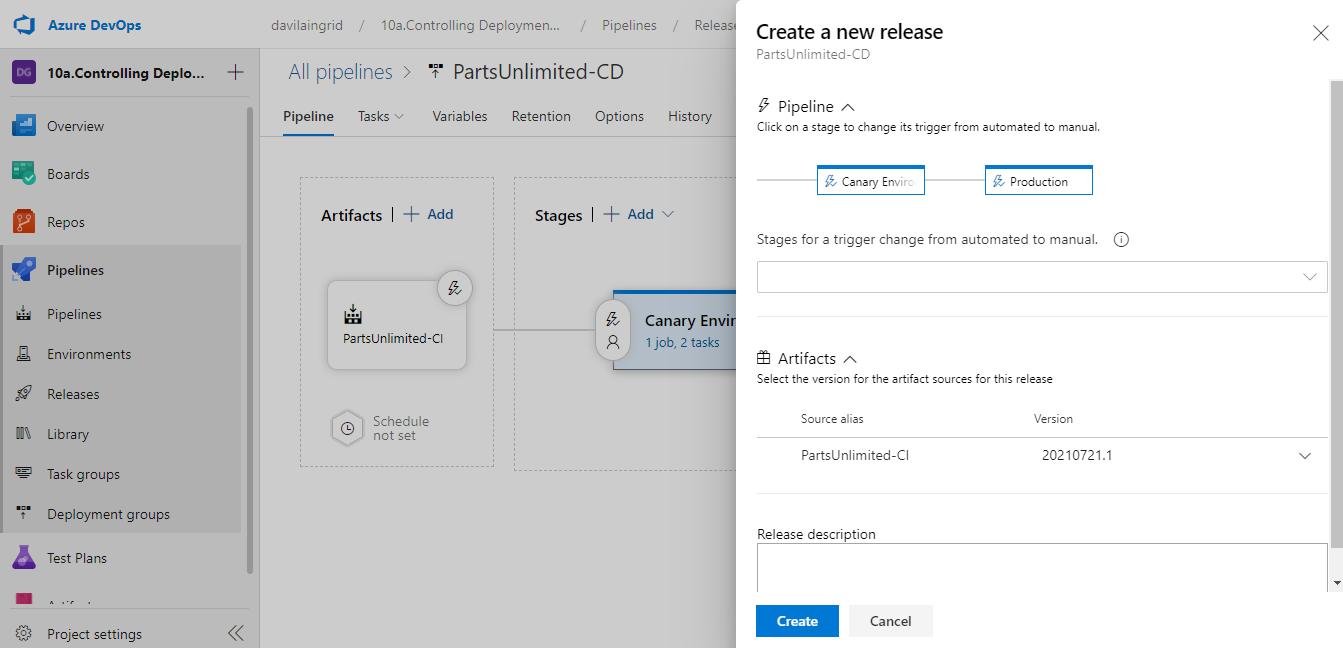 Azure DevOps
davilaingrid / 10a.Controlling Deploymen... / Pipelines / Release
DG 10a.Controlling Deplo...
Overview
Boards
Repos
Pipelines
Pipelines
Environments
Releases
Library
Task groups
Deployment groups
Test Plans
Project settings
All pipelines > PartsUnlimited-CD
Pipeline Tasks Variables Retention Options History
Artifacts | + Add
Stages | + Add
PartsUnlimited-CI
Schedule
not set
Canary Envir
1 job, 2 tasks
Create a new release
PartsUnlimited-CD
Pipeline
Click on a stage to change its trigger from automated to manual.
Canary Enviro
Production
Stages for a trigger change from automated to manual.
Artifacts
Select the version for the artifact sources for this release
Source alias Version
PartsUnlimited-CI 20210721.1
Release description
Create Cancel